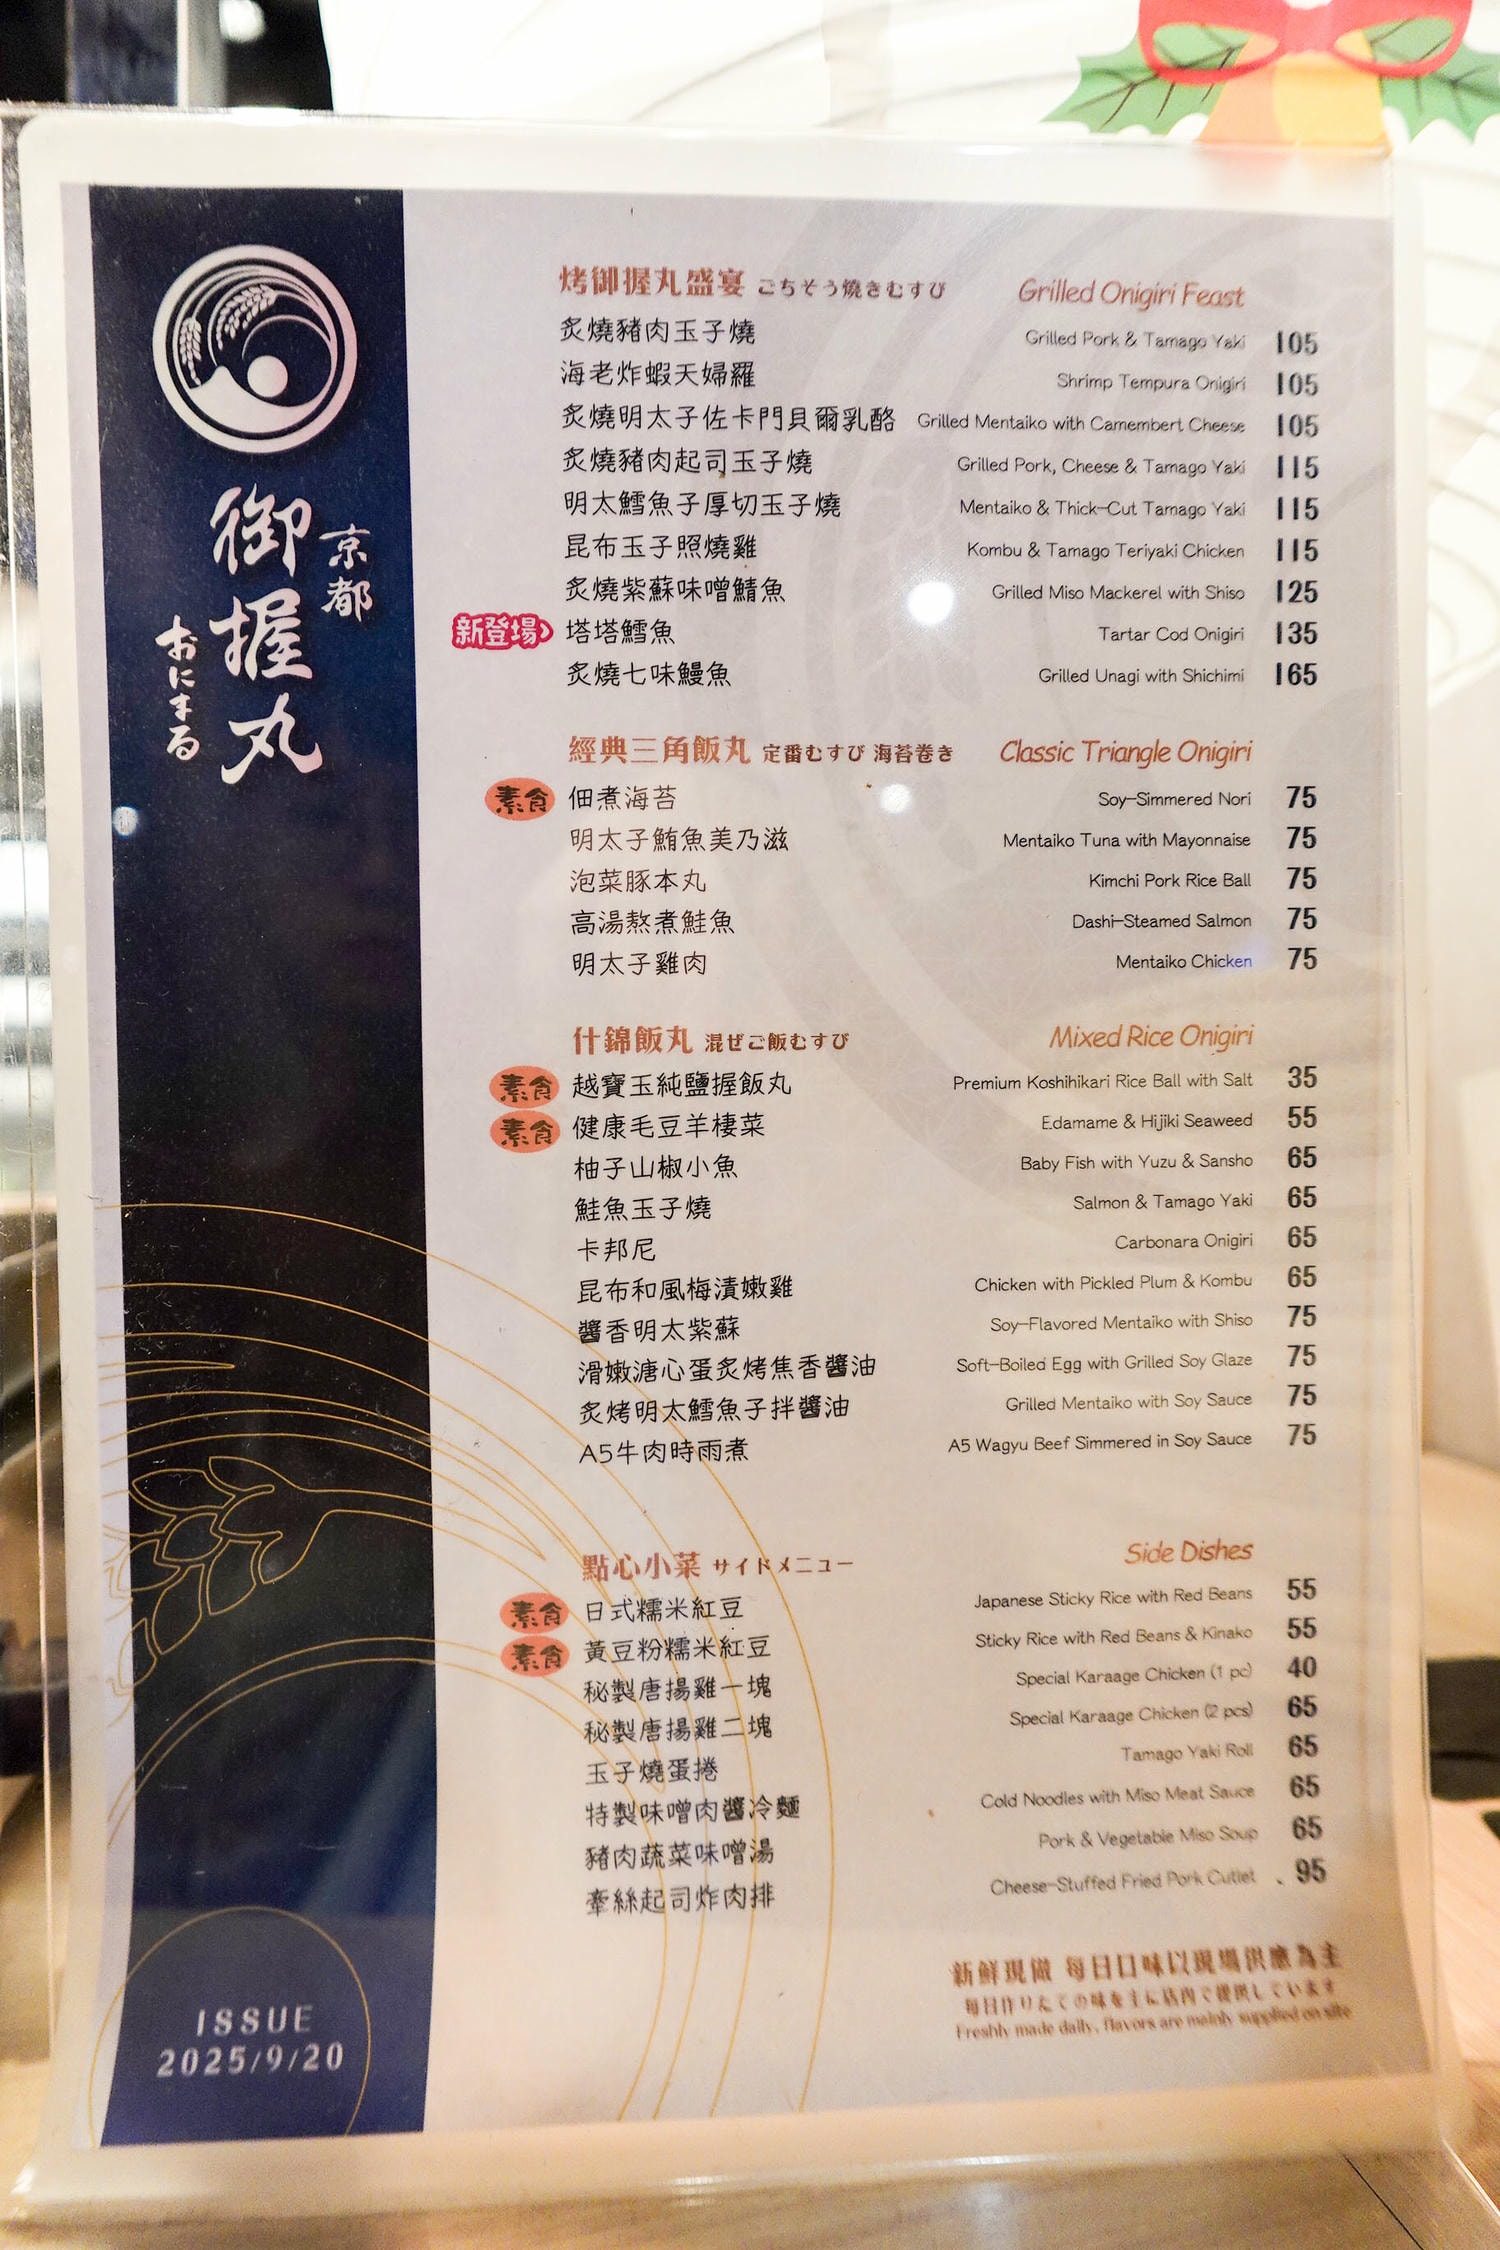 京都
御握丸
おにまる
烤御握丸盛宴 ごちそう焼きむすび Grilled Onigiri Feast
炙燒豬肉玉子燒 Grilled Pork & Tamago Yaki 105
海老炸蝦天婦羅 Shrimp Tempura Onigiri 105
炙燒明太子佐卡門貝爾乳酪 Grilled Mentaiko with Camembert Cheese 105
炙燒豬肉起司玉子燒 Grilled Pork, Cheese & Tamago Yaki 115
明太鱈魚子厚切玉子燒 Mentaiko & Thick-Cut Tamago Yaki 115
昆布玉子照燒雞 Kombu & Tamago Teriyaki Chicken 115
炙燒紫蘇味噌鯖魚 Grilled Miso Mackerel with Shiso 125
新登場 塔塔鱈魚 Tartar Cod Onigiri 135
炙燒七味鰻魚 Grilled Unagi with Shichimi 165
經典三角飯丸 定番むすび 海苔巻き Classic Triangle Onigiri
素食 佃煮海苔 Soy-Simmered Nori 75
明太子鮪魚美乃滋 Mentaiko Tuna with Mayonnaise 75
泡菜豚本丸 Kimchi Pork Rice Ball 75
高湯熬煮鮭魚 Dashi-Steamed Salmon 75
明太子雞肉 Mentaiko Chicken 75
什錦飯丸 混ぜご飯むすび Mixed Rice Onigiri
素食 越寶玉純鹽握飯丸 Premium Koshihikari Rice Ball with Salt 35
素食 健康毛豆羊棲菜 Edamame & Hijiki Seaweed 55
柚子山椒小魚 Baby Fish with Yuzu & Sansho 65
鮭魚玉子燒 Salmon & Tamago Yaki 65
卡邦尼 Carbonara Onigiri 65
昆布和風梅漬嫩雞 Chicken with Pickled Plum & Kombu 65
醬香明太紫蘇 Soy-Flavored Mentaiko with Shiso 75
滑嫩溏心蛋炙烤焦香醬油 Soft-Boiled Egg with Grilled Soy Glaze 75
炙烤明太鱈魚子拌醬油 Grilled Mentaiko with Soy Sauce 75
A5牛肉時雨煮 A5 Wagyu Beef Simmered in Soy Sauce 75
點心小菜 サイドメニュー Side Dishes
素食 日式糯米紅豆 Japanese Sticky Rice with Red Beans 55
素食 黃豆粉糯米紅豆 Sticky Rice with Red Beans & Kinako 55
秘製唐揚雞一塊 Special Karaage Chicken (1 pc) 40
秘製唐揚雞二塊 Special Karaage Chicken (2 pcs) 65
玉子燒蛋捲 Tamago Yaki Roll 65
特製味噌肉醬冷麵 Cold Noodles with Miso Meat Sauce 65
豬肉蔬菜味噌湯 Pork & Vegetable Miso Soup 65
牽絲起司炸肉排 Cheese-Stuffed Fried Pork Cutlet . 95
新鮮現做 每日口味以現場供應為主
毎日作りたての味を主に店内で提供しています
Freshly made daily, flavors are mainly supplied on site
ISSUE
2025/9/20